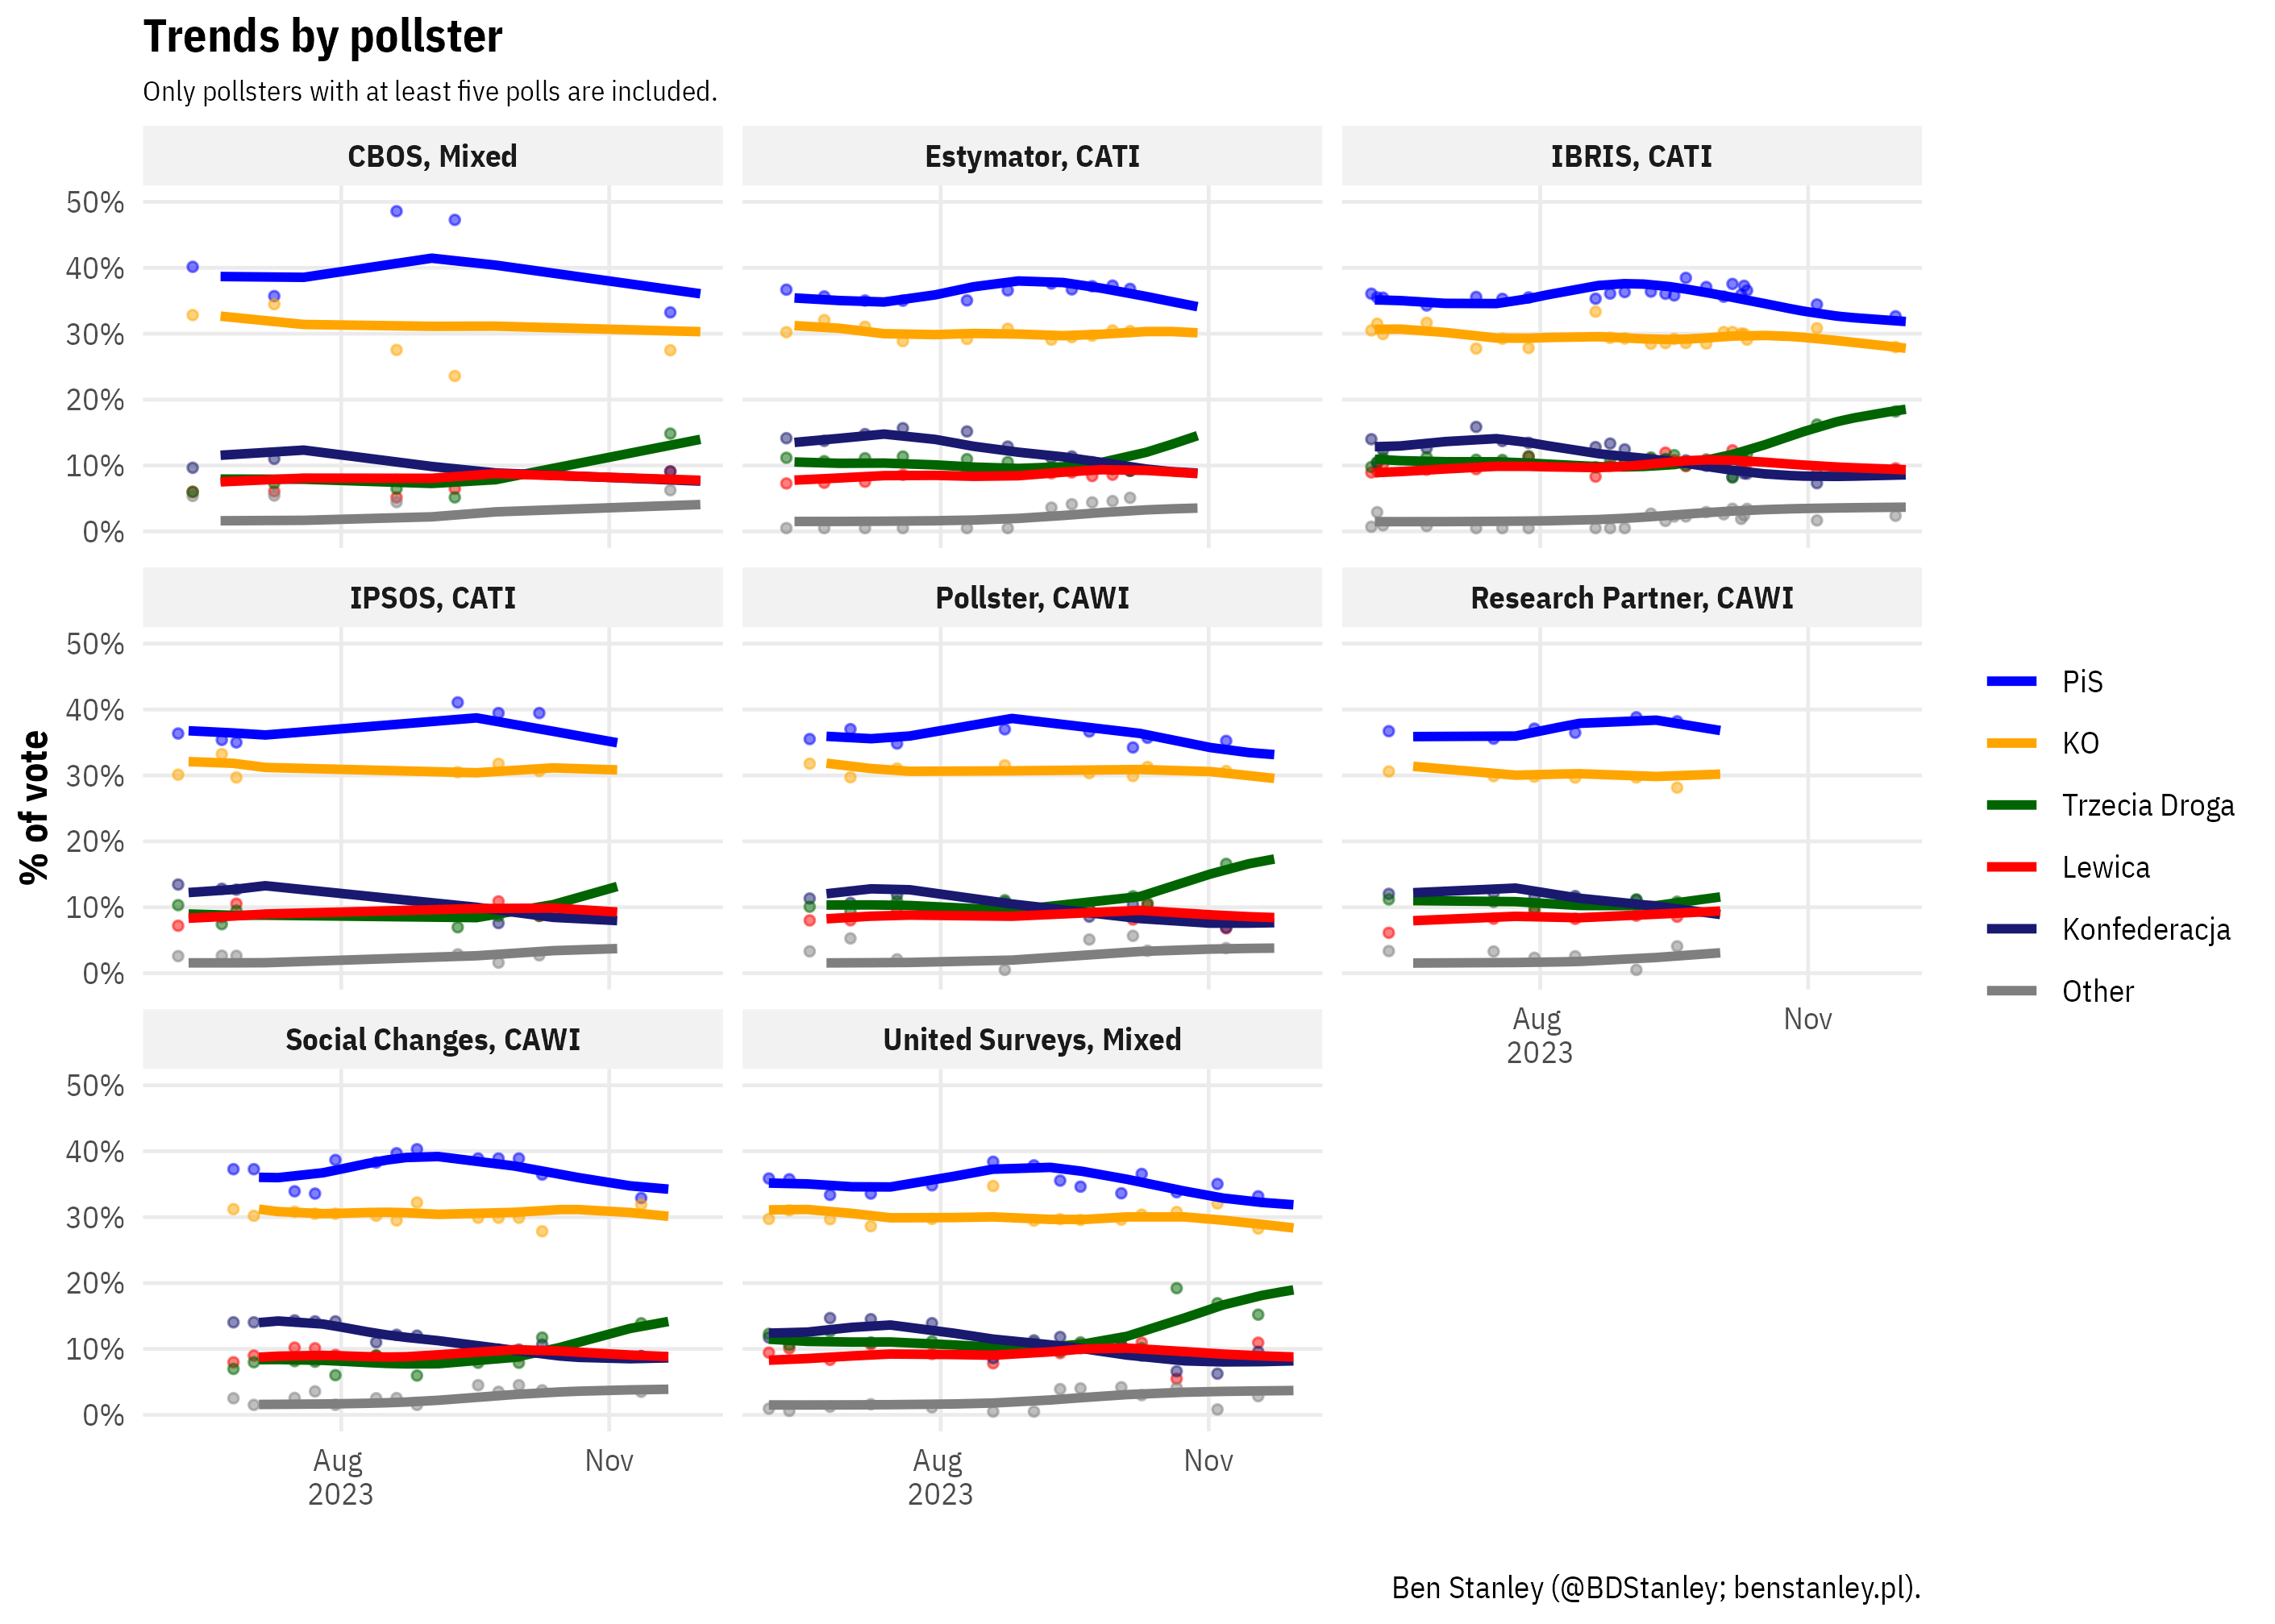 Trends by pollster
Only pollsters with at least five polls are included.
CBOS, Mixed
Estymator, CATI
IBRIS, CATI
50%
40%
30%
20%
10%
0%
IPSOS, CATI
Pollster, CAWI
Research Partner, CAWI
50%
40%
30%
20%
10%
0%
Aug
2023
Nov
Social Changes, CAWI
United Surveys, Mixed
50%
40%
30%
20%
10%
0%
Aug
2023
Nov
Aug
2023
Nov
% of vote
PiS
KO
Trzecia Droga
Lewica
Konfederacja
Other
Ben Stanley (@BDStanley; benstanley.pl).